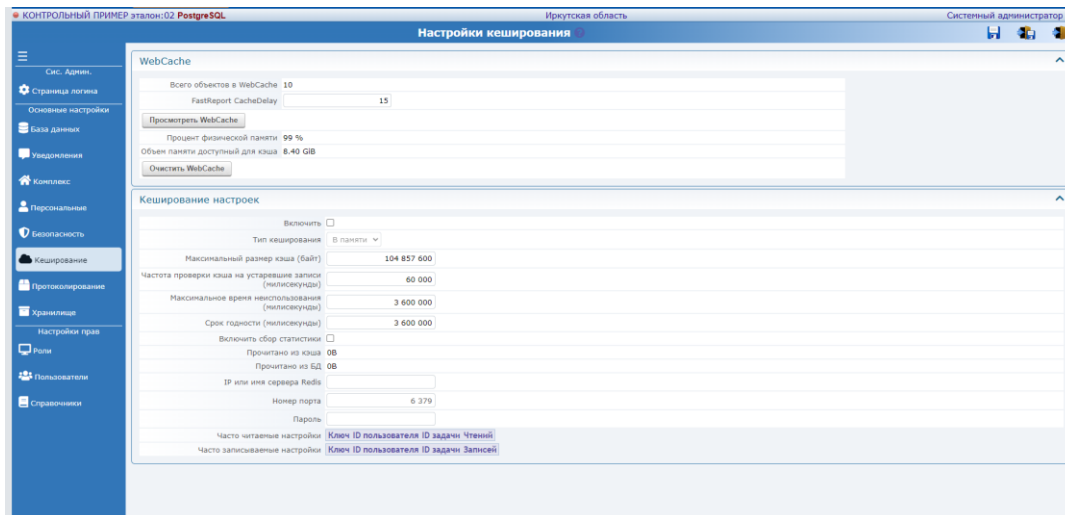 КОНТРОЛЬНЫЙ ПРИМЕР эталон:02 PostgreSQL
Иркутская область
Системный администратор
Настройки кеширования
Сис. Админ.
Страница логина
Основные настройки
База данных
Уведомления
Комплекс
Персональные
Безопасность
Кеширование
Протоколирование
Хранилище
Настройки прав
Роли
Пользователи
Справочники
WebCache
Всего объектов в WebCache 10
FastReport CacheDelay 15
Просмотреть WebCache
Процент физической памяти 99 %
Объем памяти доступный для кэша 8.40 GiB
Очистить WebCache
Кеширование настроек
Включить
Тип кеширования В памяти
Максимальный размер кэша (байт) 104 857 600
Частота проверки кэша на устаревшие записи
(милисекунды) 60 000
Максимальное время неиспользования
(милисекунды) 3 600 000
Срок годности (милисекунды) 3 600 000
Включить сбор статистики
Прочитано из кэша 0B
Прочитано из БД 0B
IP или имя сервера Redis
Номер порта 6 379
Пароль
Часто читаемые настройки Ключ ID пользователя ID задачи Чтений
Часто записываемые настройки Ключ ID пользователя ID задачи Записей